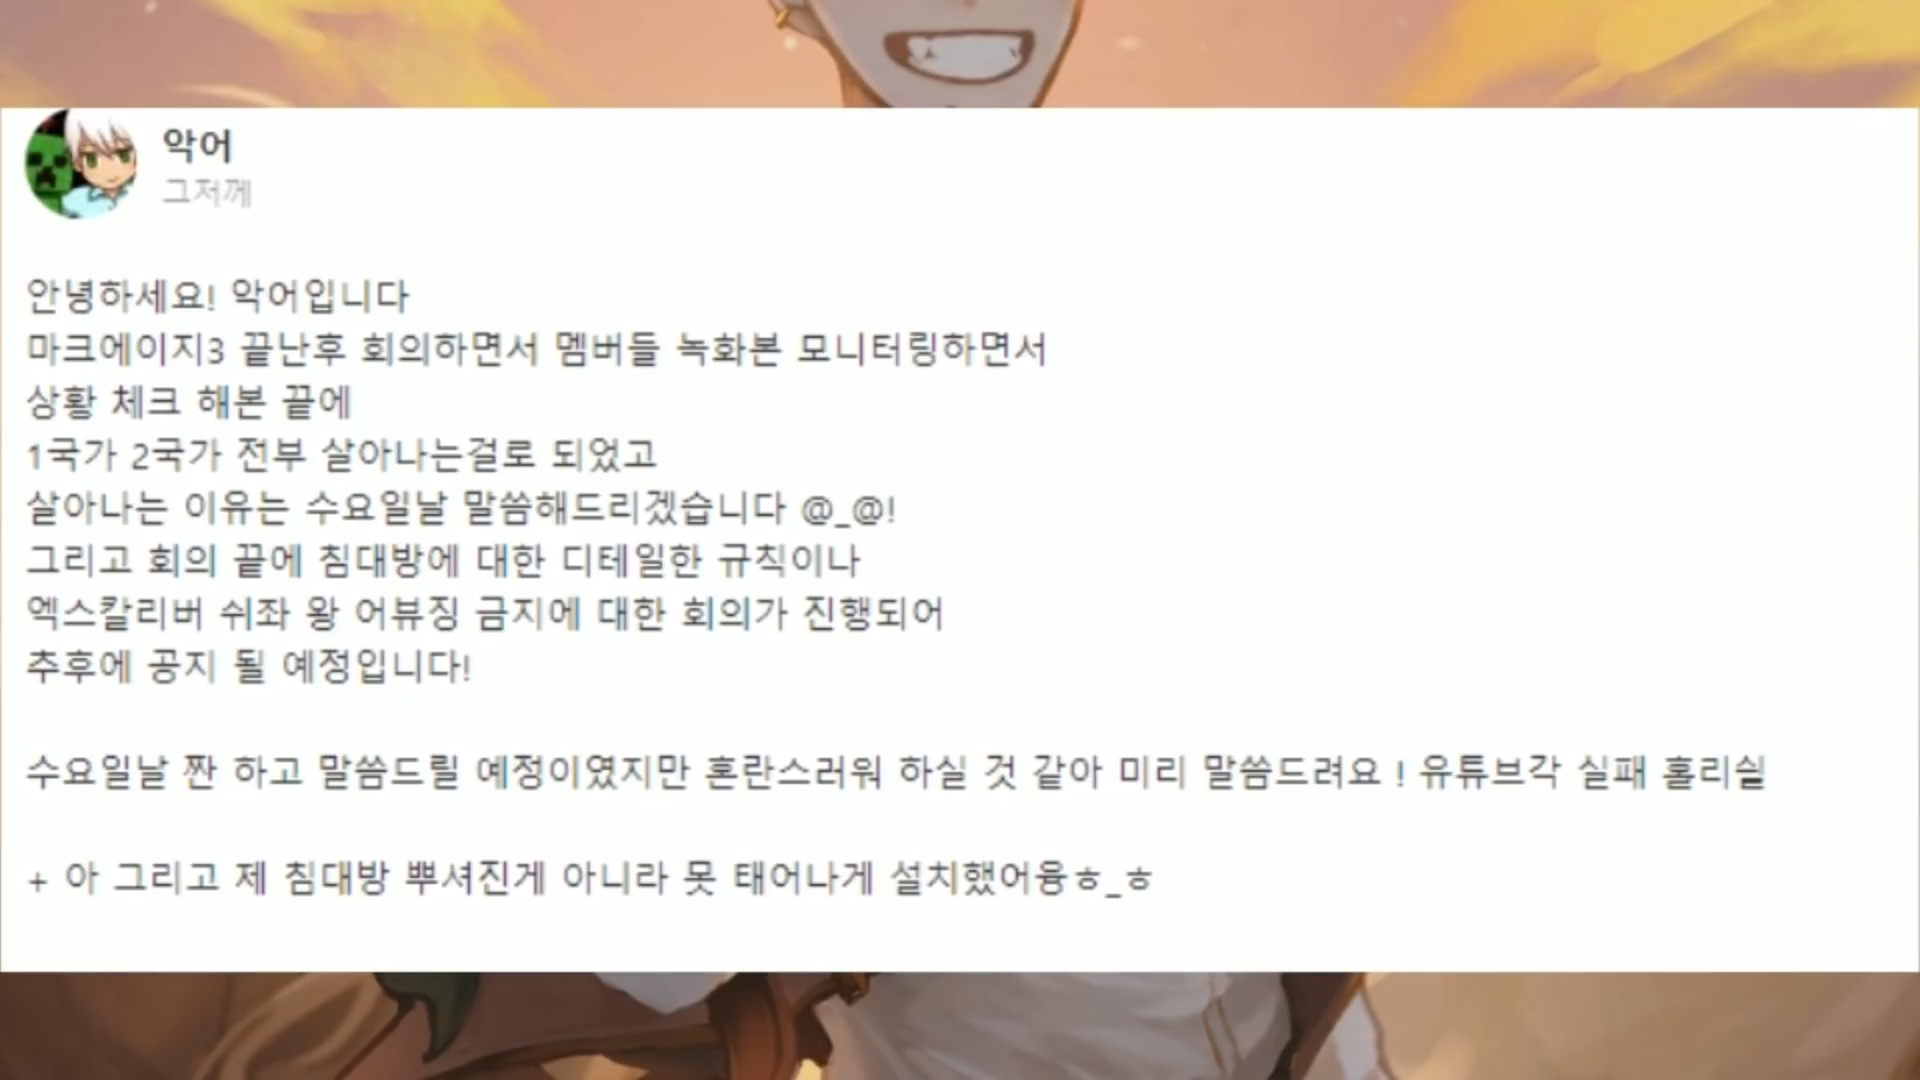 악어
그저께
안녕하세요! 악어입니다
마크에이지3 끝난후 회의하면서 멤버들 녹화본 모니터링하면서
상황 체크 해본 끝에
1국가 2국가 전부 살아나는걸로 되었고
살아나는 이유는 수요일날 말씀해드리겠습니다 @_@!
그리고 회의 끝에 침대방에 대한 디테일한 규칙이나
엑스칼리버 쉬좌 왕 어뷰징 금지에 대한 회의가 진행되어
추후에 공지 될 예정입니다!
수요일날 짠 하고 말씀드릴 예정이였지만 혼란스러워 하실 것 같아 미리 말씀드려요 ! 유튜브각 실패 홀리쉴
+ 아 그리고 제 침대방 뿌셔진게 아니라 못 태어나게 설치했어융ㅎ_ㅎ